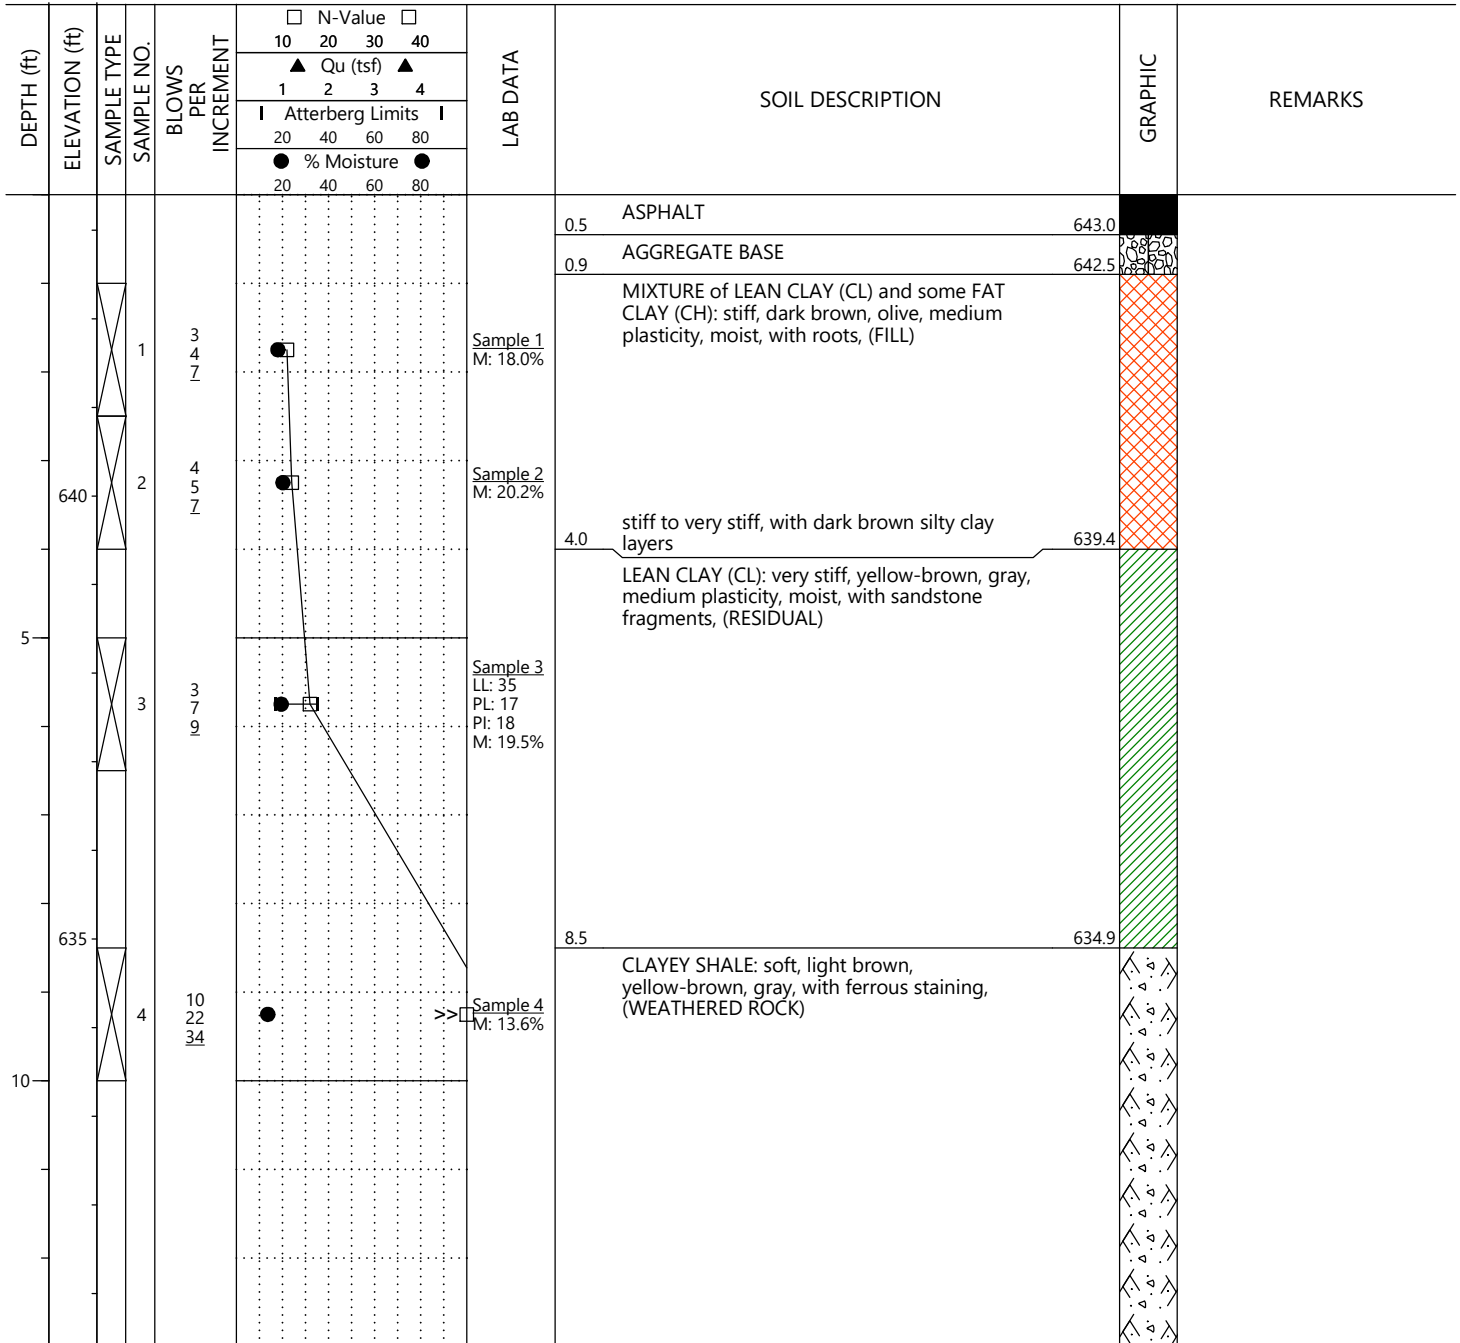 DEPTH (ft)
ELEVATION (ft)
SAMPLE TYPE
SAMPLE NO.
BLOWS
PER
INCREMENT
N-Value
10 20 30 40
Qu (tsf)
1 2 3 4
Atterberg Limits
20 40 60 80
% Moisture
20 40 60 80
LAB DATA
SOIL DESCRIPTION
GRAPHIC
REMARKS
ASPHALT
0.5 643.0
AGGREGATE BASE
0.9 642.5
MIXTURE of LEAN CLAY (CL) and some FAT
CLAY (CH): stiff, dark brown, olive, medium
plasticity, moist, with roots, (FILL)
1
3
4
7
Sample 1
M: 18.0%
640
2
4
5
7
Sample 2
M: 20.2%
stiff to very stiff, with dark brown silty clay
layers
4.0 639.4
LEAN CLAY (CL): very stiff, yellow-brown, gray,
medium plasticity, moist, with sandstone
fragments, (RESIDUAL)
5
3
3
7
9
Sample 3
LL: 35
PL: 17
PI: 18
M: 19.5%
635
8.5 634.9
CLAYEY SHALE: soft, light brown,
yellow-brown, gray, with ferrous staining,
(WEATHERED ROCK)
4
10
22
34
>>
Sample 4
M: 13.6%
10